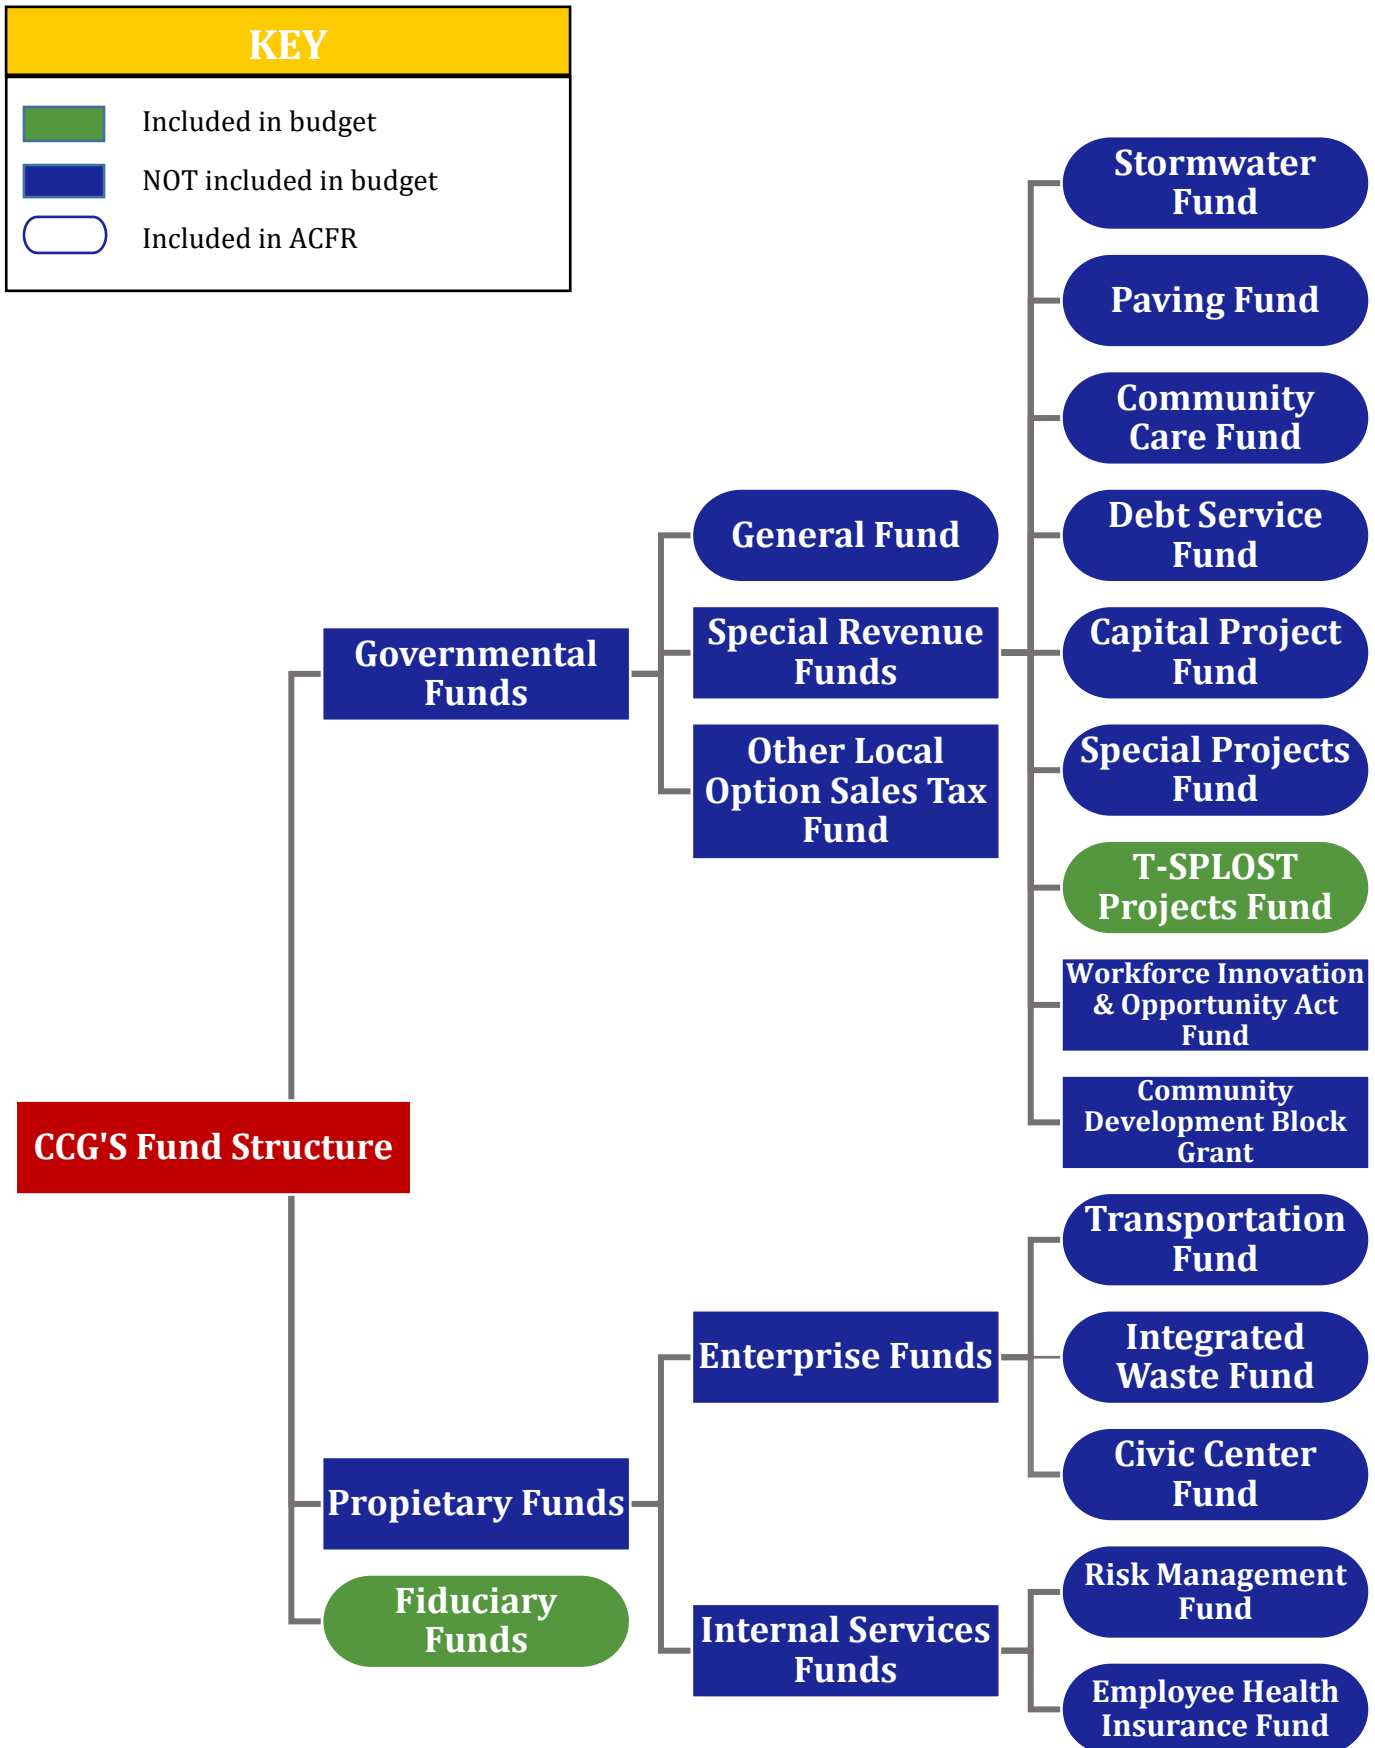 KEY
Included in budget
NOT included in budget
Included in ACFR
Stormwater
Fund
Paving Fund
Community
Care Fund
Debt Service
Fund
Capital Project
Fund
Special Projects
Fund
T-SPLOST
Projects Fund
Workforce Innovation
& Opportunity Act
Fund
Community
Development Block
Grant
General Fund
Special Revenue
Funds
Other Local
Option Sales Tax
Fund
Governmental
Funds
CCG'S Fund Structure
Transportation
Fund
Integrated
Waste Fund
Civic Center
Fund
Enterprise Funds
Propietary Funds
Fiduciary
Funds
Internal Services
Funds
Risk Management
Fund
Employee Health
Insurance Fund